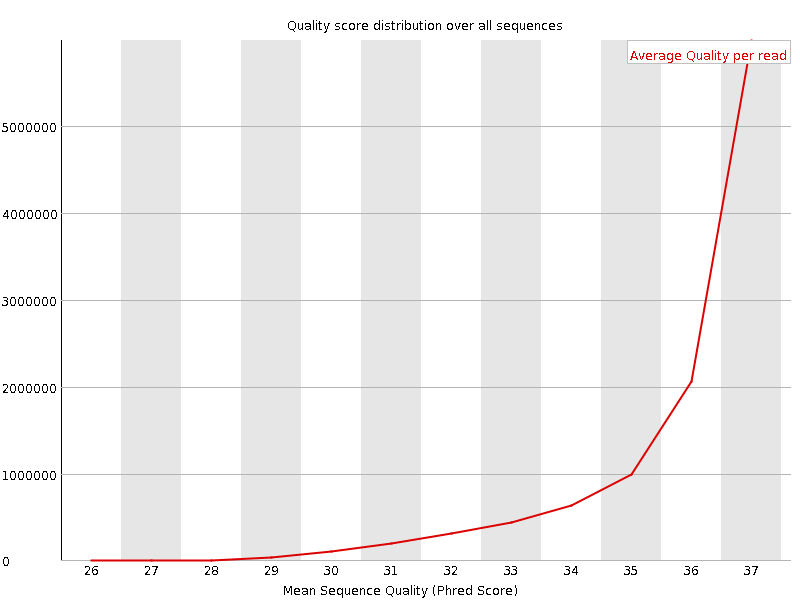 Quality score distribution over all sequences
Average Quality per read
5000000
4000000
3000000
2000000
1000000
0
26 27 28 29 30 31 32 33 34 35 36 37
Mean Sequence Quality (Phred Score)